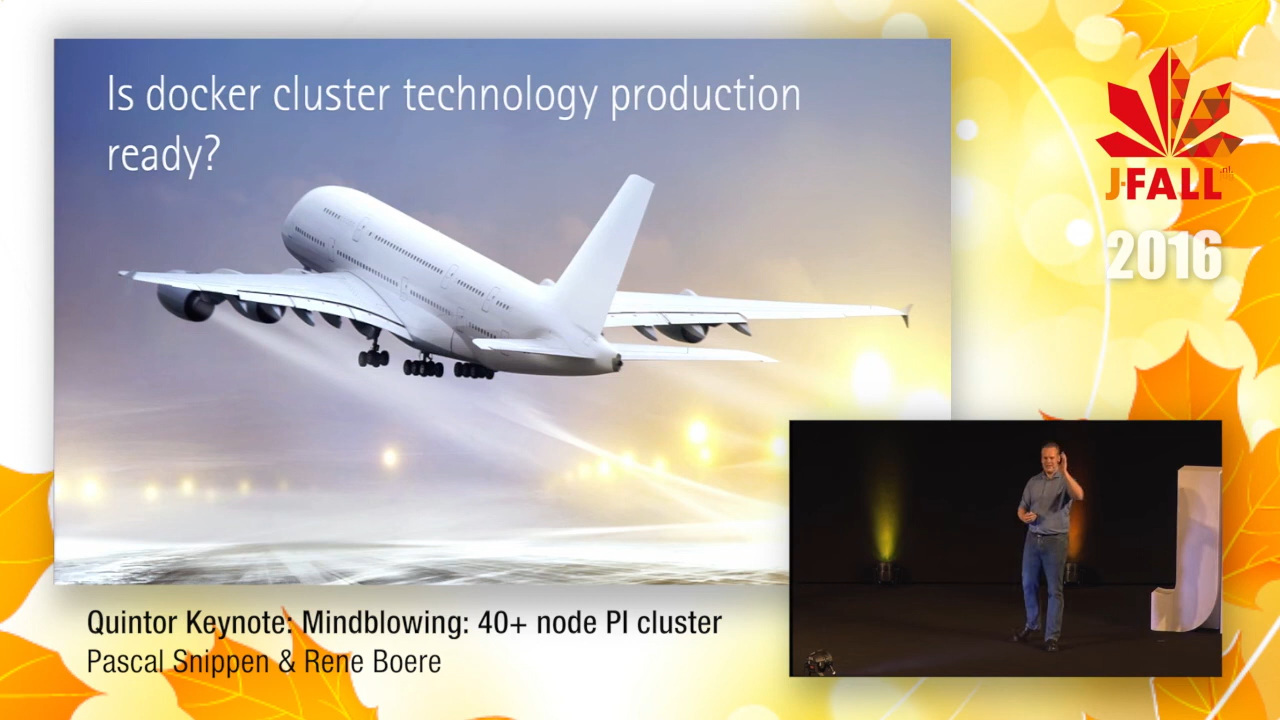 Is docker cluster technology production
ready?
J-FALL
.nl
2016
Quintor Keynote: Mindblowing: 40+ node PI cluster
Pascal Snippen & Rene Boere
J